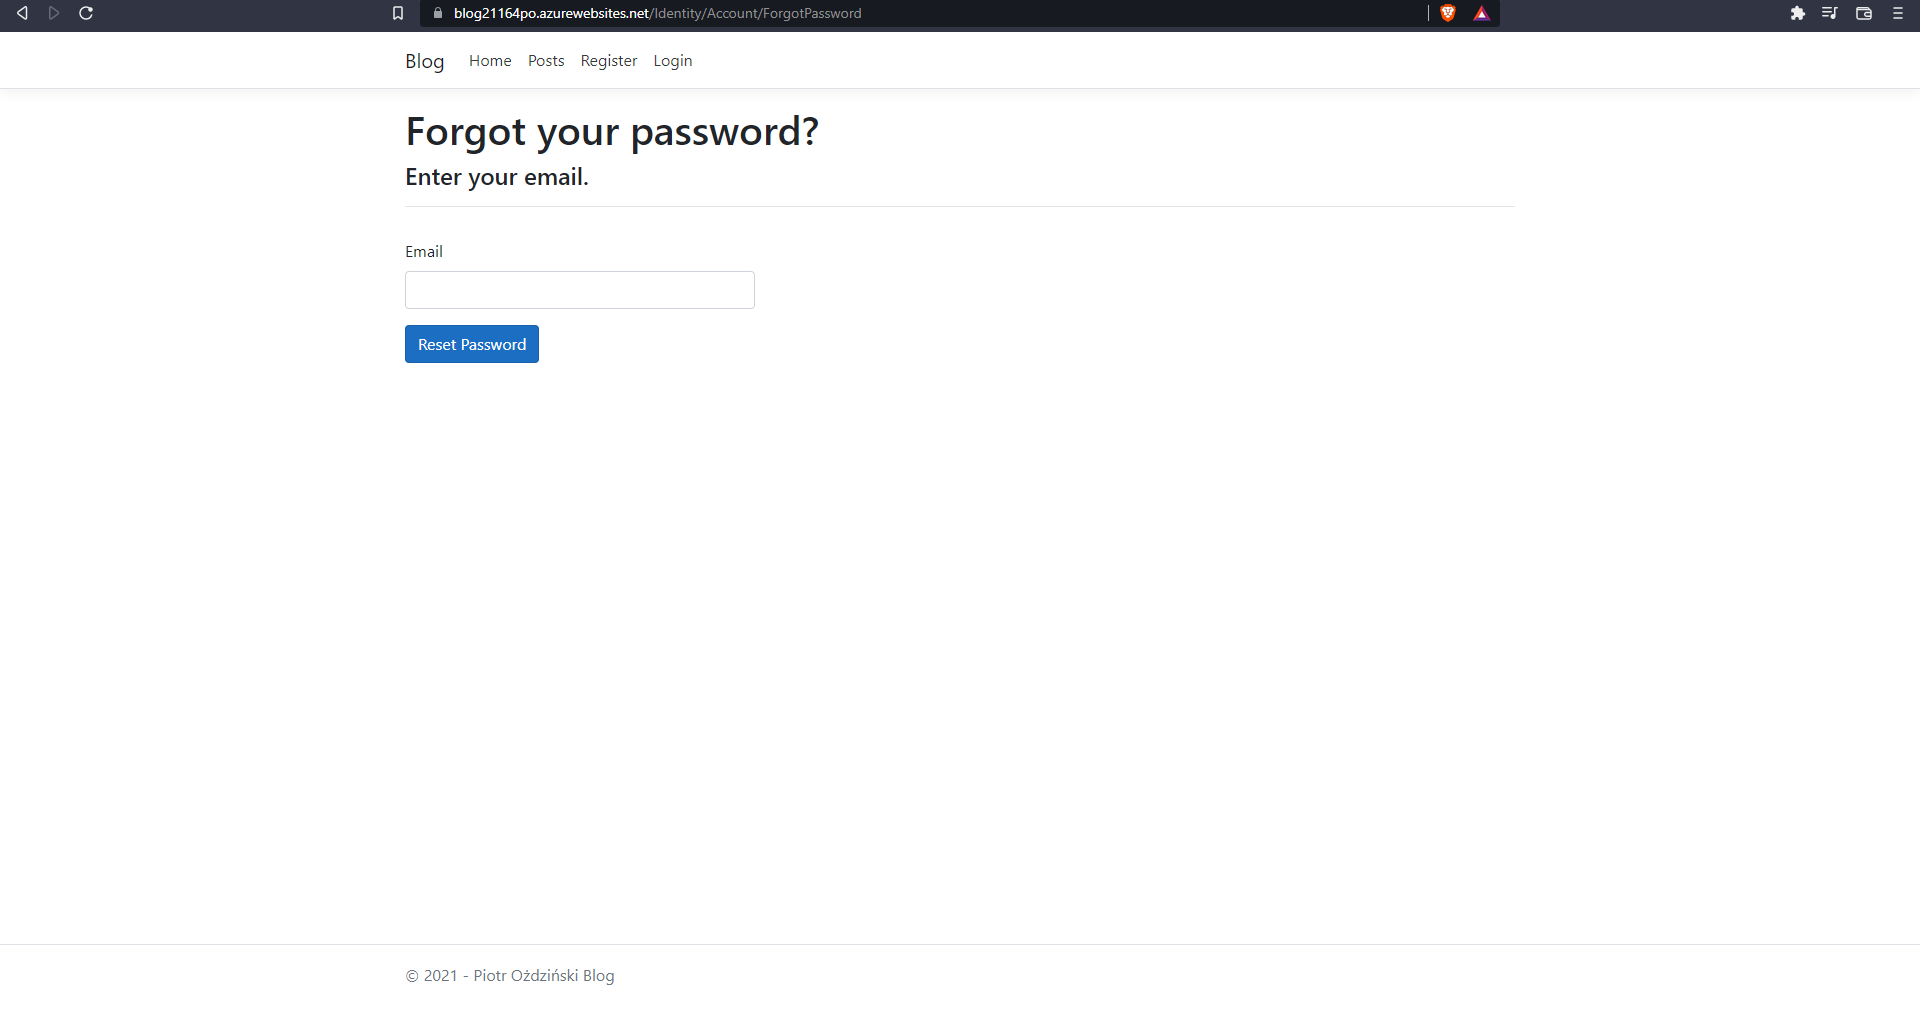 blog21164po.azurewebsites.net/Identity/Account/ForgotPassword
Blog Home Posts Register Login
Forgot your password?
Enter your email.
Email
Reset Password
© 2021 - Piotr Ożdziński Blog